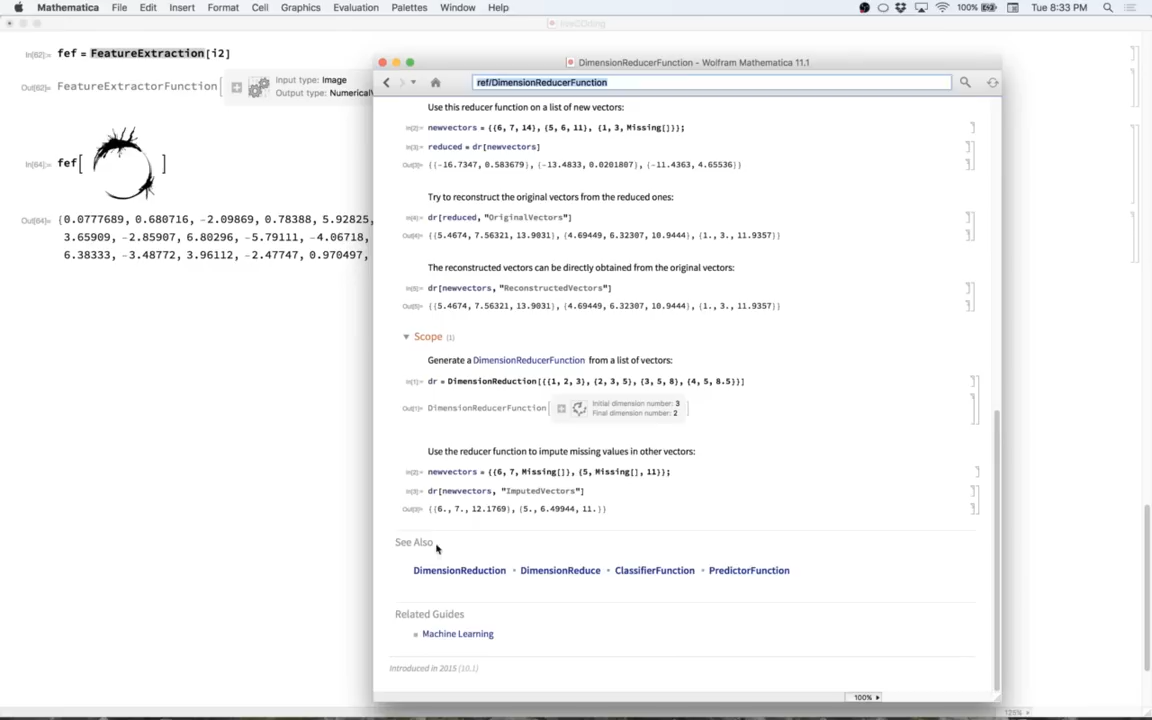 Mathematica File Edit Insert Format Cell Graphics Evaluation Palettes Window Help 100% Tue 8:33 PM
In[62]:= fef = FeatureExtraction[i2]
Out[62]= FeatureExtractorFunction[ Input type: Image
Output type: NumericalV
fef[ ]
In[64]:=
Out[64]= {0.0777689, 0.680716, -2.09869, 0.78388, 5.92825,
3.65909, -2.85907, 6.80296, -5.79111, -4.06718,
6.38333, -3.48772, 3.96112, -2.47747, 0.970497,
DimensionReducerFunction - Wolfram Mathematica 11.1
ref/DimensionReducerFunction
Use this reducer function on a list of new vectors:
In[2]:= newvectors = {{6, 7, 14}, {5, 6, 11}, {1, 3, Missing[]}};
In[3]:= reduced = dr[newvectors]
Out[3]= {{-16.7347, 0.583679}, {-13.4833, 0.0201807}, {-11.4363, 4.65536}}
Try to reconstruct the original vectors from the reduced ones:
In[4]:= dr[reduced, "OriginalVectors"]
Out[4]= {{5.4674, 7.56321, 13.9031}, {4.69449, 6.32307, 10.9444}, {1., 3., 11.9357}}
The reconstructed vectors can be directly obtained from the original vectors:
In[5]:= dr[newvectors, "ReconstructedVectors"]
Out[5]= {{5.4674, 7.56321, 13.9031}, {4.69449, 6.32307, 10.9444}, {1., 3., 11.9357}}
Scope (1)
Generate a DimensionReducerFunction from a list of vectors:
In[1]:= dr = DimensionReduction[{{1, 2, 3}, {2, 3, 5}, {3, 5, 8}, {4, 5, 8.5}}]
Out[1]= DimensionReducerFunction[ Initial dimension number: 3
Final dimension number: 2 ]
Use the reducer function to impute missing values in other vectors:
In[2]:= newvectors = {{6, 7, Missing[]}, {5, Missing[], 11}};
In[3]:= dr[newvectors, "ImputedVectors"]
Out[3]= {{6., 7., 12.1769}, {5., 6.49944, 11.}}
See Also
DimensionReduction ▪ DimensionReduce ▪ ClassifierFunction ▪ PredictorFunction
Related Guides
▪ Machine Learning
Introduced in 2015 (10.1)
100%
125%